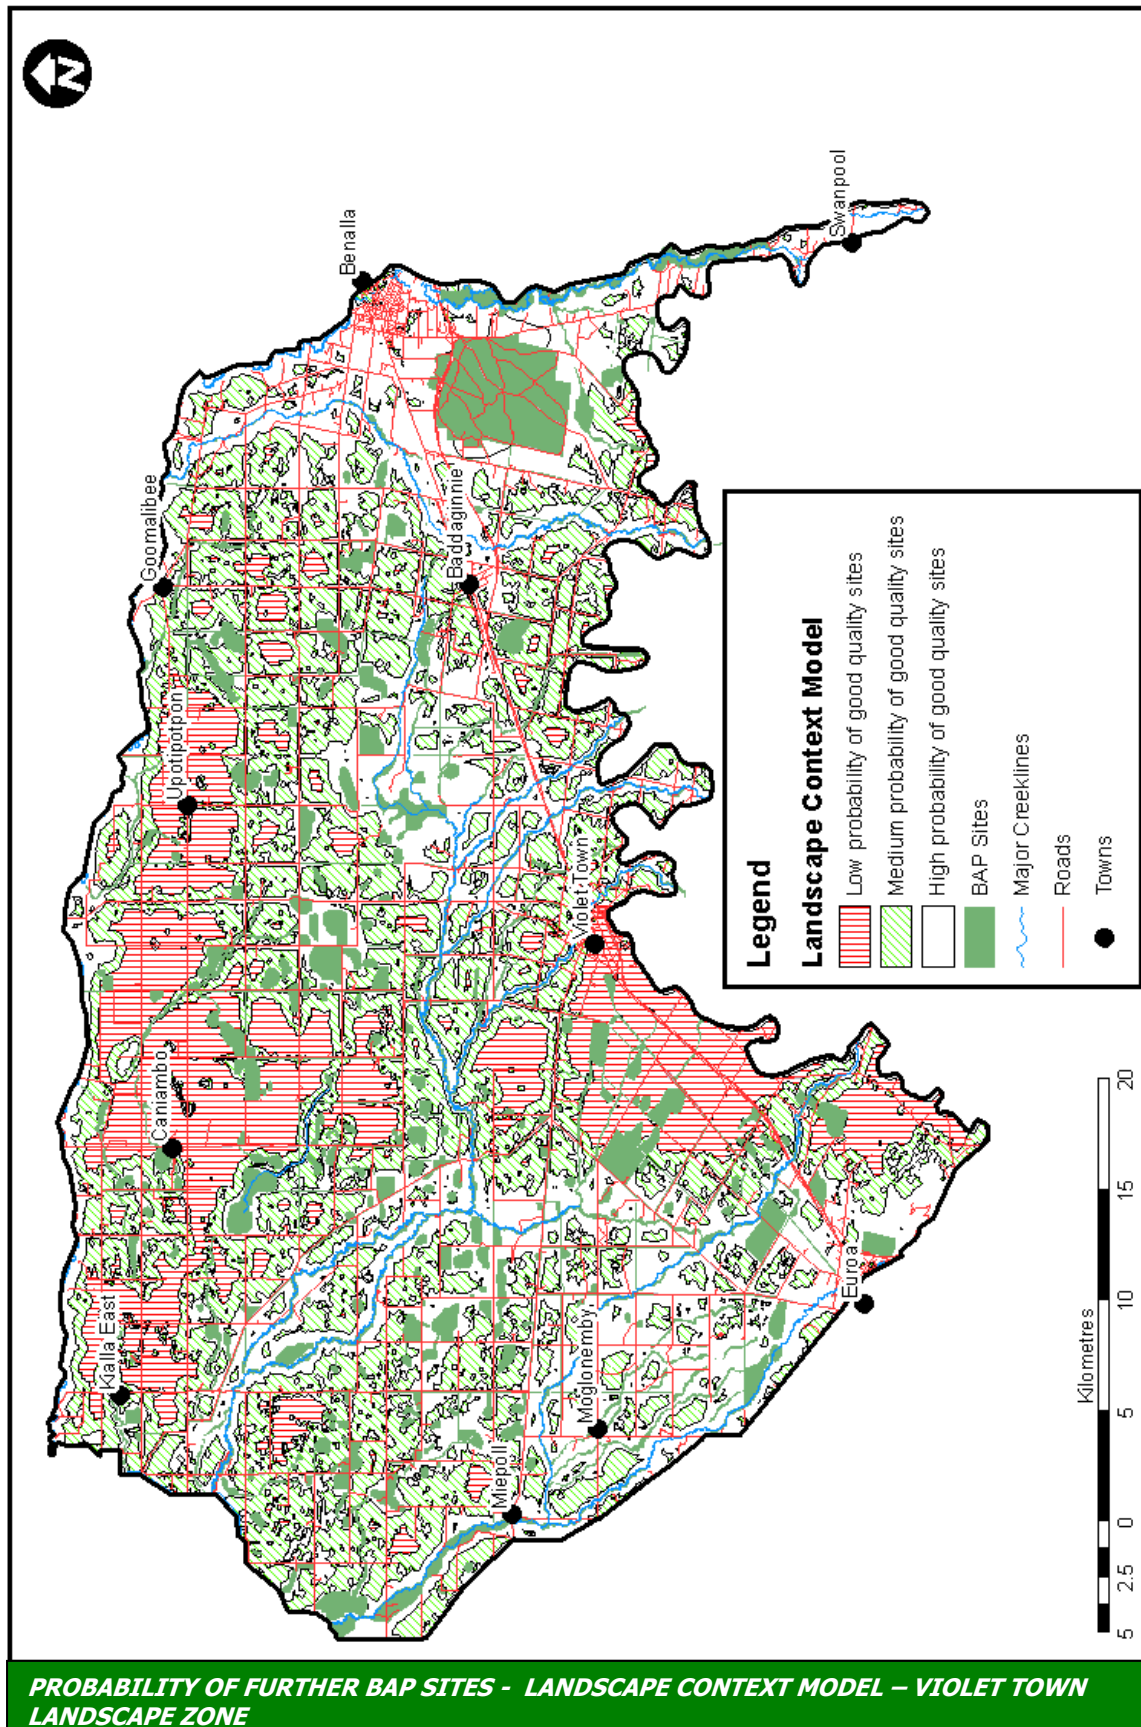 N
Benalla
Swanpool
Goomalibee
Baddaginnie
Upotipotpon
Violet Town
Caniambo
Kialla East
Euroa
Moglonemby
Miepoll
Legend
Landscape Context Model
Low probability of good quality sites
Medium probability of good quality sites
High probability of good quality sites
BAP Sites
Major Creeklines
Roads
Towns
Kilometres
5 2.5 0 5 10 15 20
PROBABILITY OF FURTHER BAP SITES - LANDSCAPE CONTEXT MODEL – VIOLET TOWN
LANDSCAPE ZONE